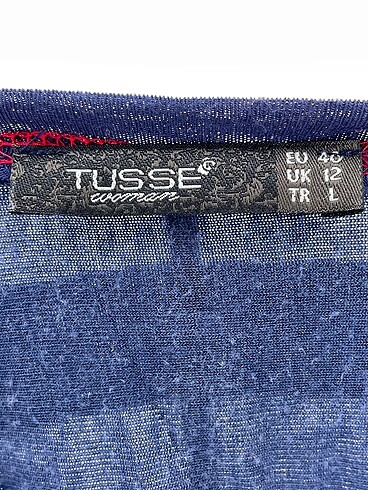 TUSSE®
woman
EU 40
UK 12
TR L